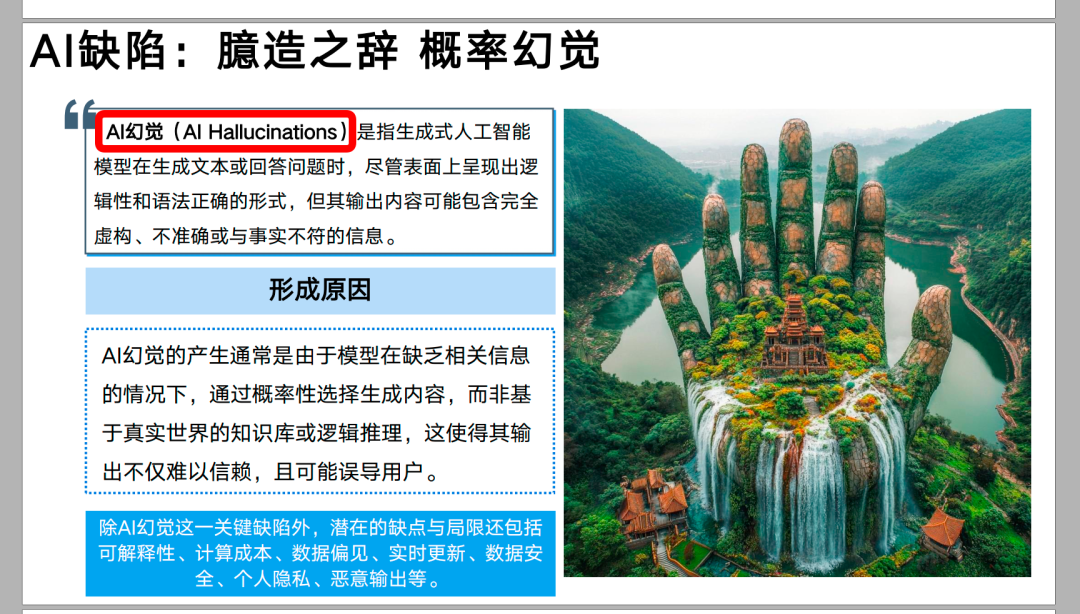 AI缺陷：臆造之辞 概率幻觉
“
AI幻觉（AI Hallucinations）是指生成式人工智能
模型在生成文本或回答问题时，尽管表面上呈现出逻
辑性和语法正确的形式，但其输出内容可能包含完全
虚构、不准确或与事实不符的信息。
形成原因
AI幻觉的产生通常是由于模型在缺乏相关信息
的情况下，通过概率性选择生成内容，而非基
于真实世界的知识库或逻辑推理，这使得其输
出不仅难以信赖，且可能误导用户。
除AI幻觉这一关键缺陷外，潜在的缺点与局限还包括
可解释性、计算成本、数据偏见、实时更新、数据安
全、个人隐私、恶意输出等。